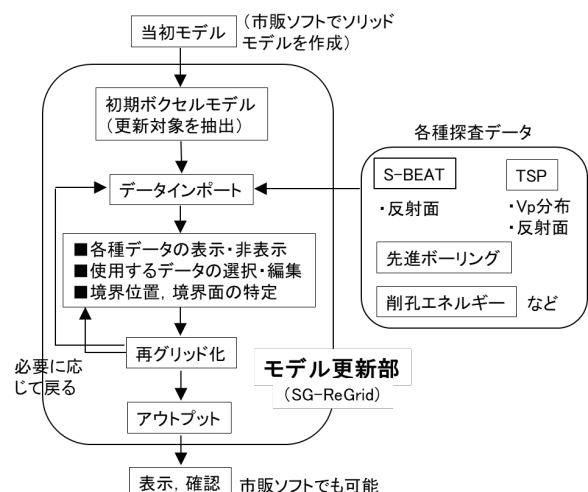 当初モデル
(市販ソフトでソリッド
モデルを作成)
初期ボクセルモデル
(更新対象を抽出)
各種探査データ
データインポート
S-BEAT
TSP
・反射面
・Vp分布
・反射面
先進ボーリング
削孔エネルギー など
■各種データの表示・非表示
■使用するデータの選択・編集
■境界位置，境界面の特定
再グリッド化
必要に応
じて戻る
モデル更新部
(SG-ReGrid)
アウトプット
表示，確認
市販ソフトでも可能